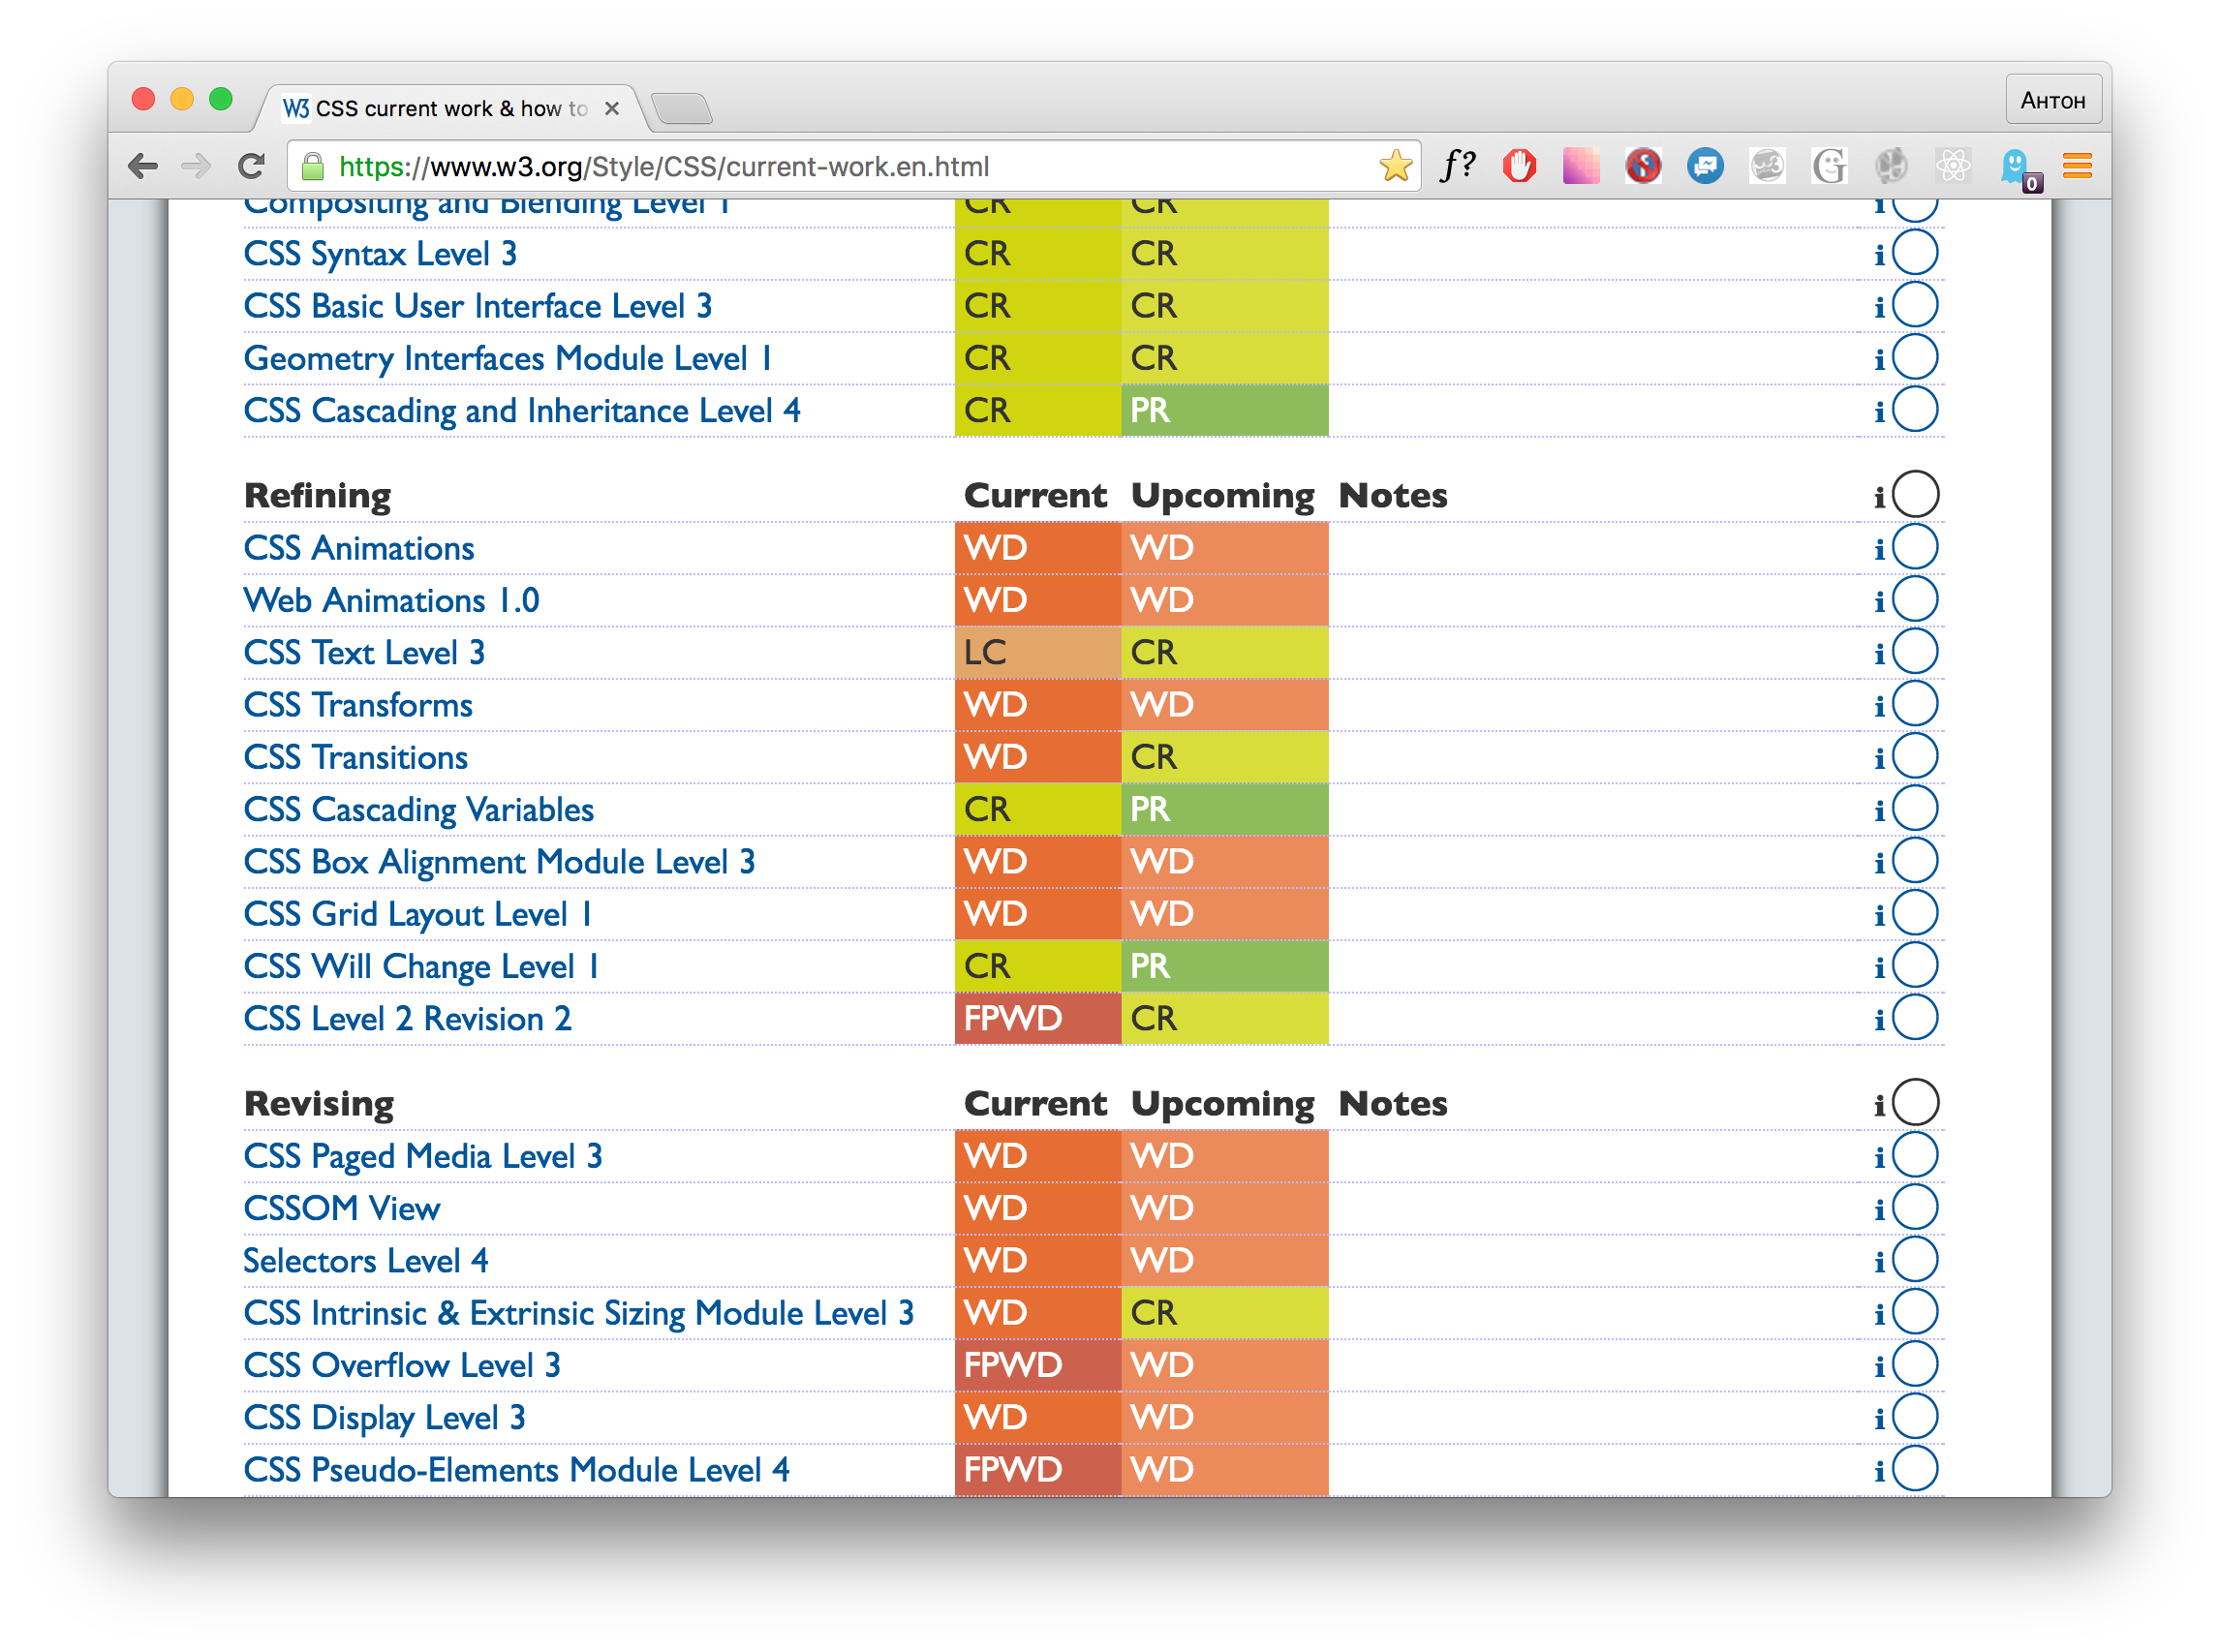 W3 CSS current work & how to
Антон
https://www.w3.org/Style/CSS/current-work.en.html f? G 0
Compositing and Blending Level 1 CR CR i
CSS Syntax Level 3 CR CR i
CSS Basic User Interface Level 3 CR CR i
Geometry Interfaces Module Level 1 CR CR i
CSS Cascading and Inheritance Level 4 CR PR i
Refining Current Upcoming Notes i
CSS Animations WD WD i
Web Animations 1.0 WD WD i
CSS Text Level 3 LC CR i
CSS Transforms WD WD i
CSS Transitions WD CR i
CSS Cascading Variables CR PR i
CSS Box Alignment Module Level 3 WD WD i
CSS Grid Layout Level 1 WD WD i
CSS Will Change Level 1 CR PR i
CSS Level 2 Revision 2 FPWD CR i
Revising Current Upcoming Notes i
CSS Paged Media Level 3 WD WD i
CSSOM View WD WD i
Selectors Level 4 WD WD i
CSS Intrinsic & Extrinsic Sizing Module Level 3 WD CR i
CSS Overflow Level 3 FPWD WD i
CSS Display Level 3 WD WD i
CSS Pseudo-Elements Module Level 4 FPWD WD i